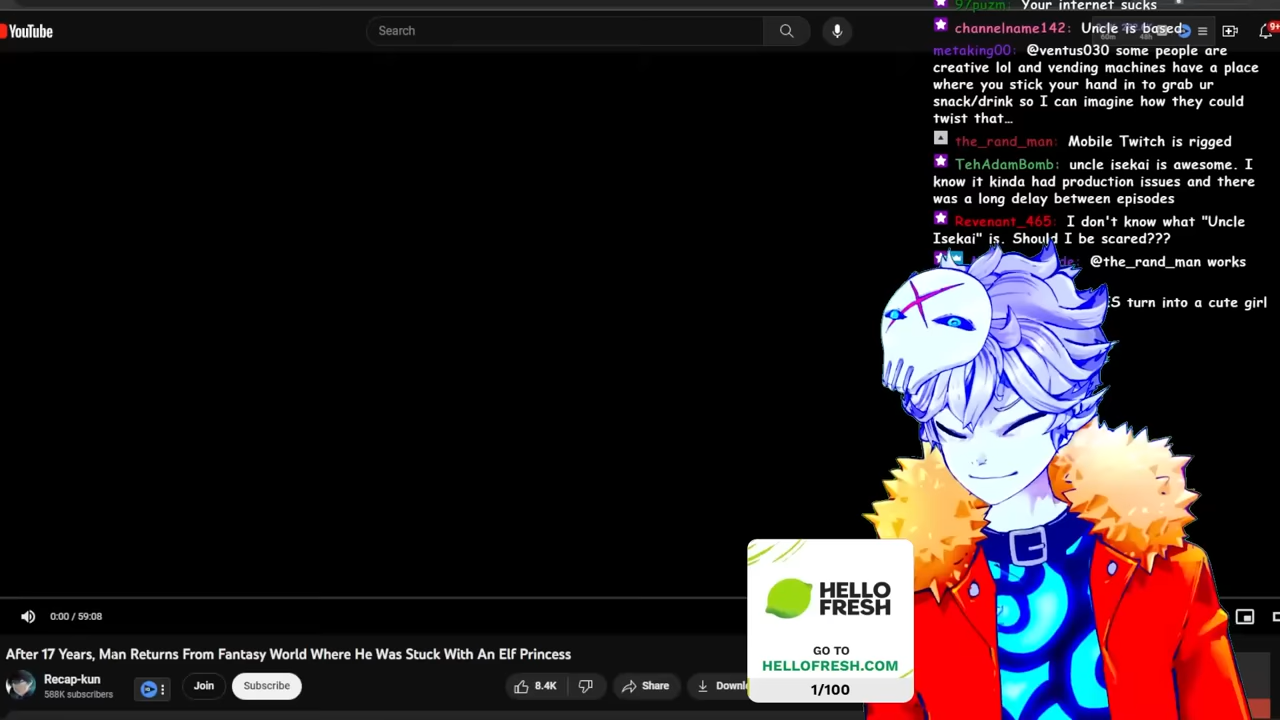 YouTube
Search
9+
97puzm: Your internet sucks
channelname142: Uncle is based
metaking00: @ventus030 some people are
creative lol and vending machines have a place
where you stick your hand in to grab ur
snack/drink so I can imagine how they could
twist that…
the_rand_man: Mobile Twitch is rigged
TehAdamBomb: uncle isekai is awesome. I
know it kinda had production issues and there
was a long delay between episodes
Revenant_465: I don't know what "Uncle
Isekai" is. Should I be scared???
@the_rand_man works
turn into a cute girl
0:00 / 59:08
After 17 Years, Man Returns From Fantasy World Where He Was Stuck With An Elf Princess
Recap-kun
588K subscribers
Join
Subscribe
8.4K
Share
Downl
HELLO
FRESH
GO TO
HELLOFRESH.COM
1/100